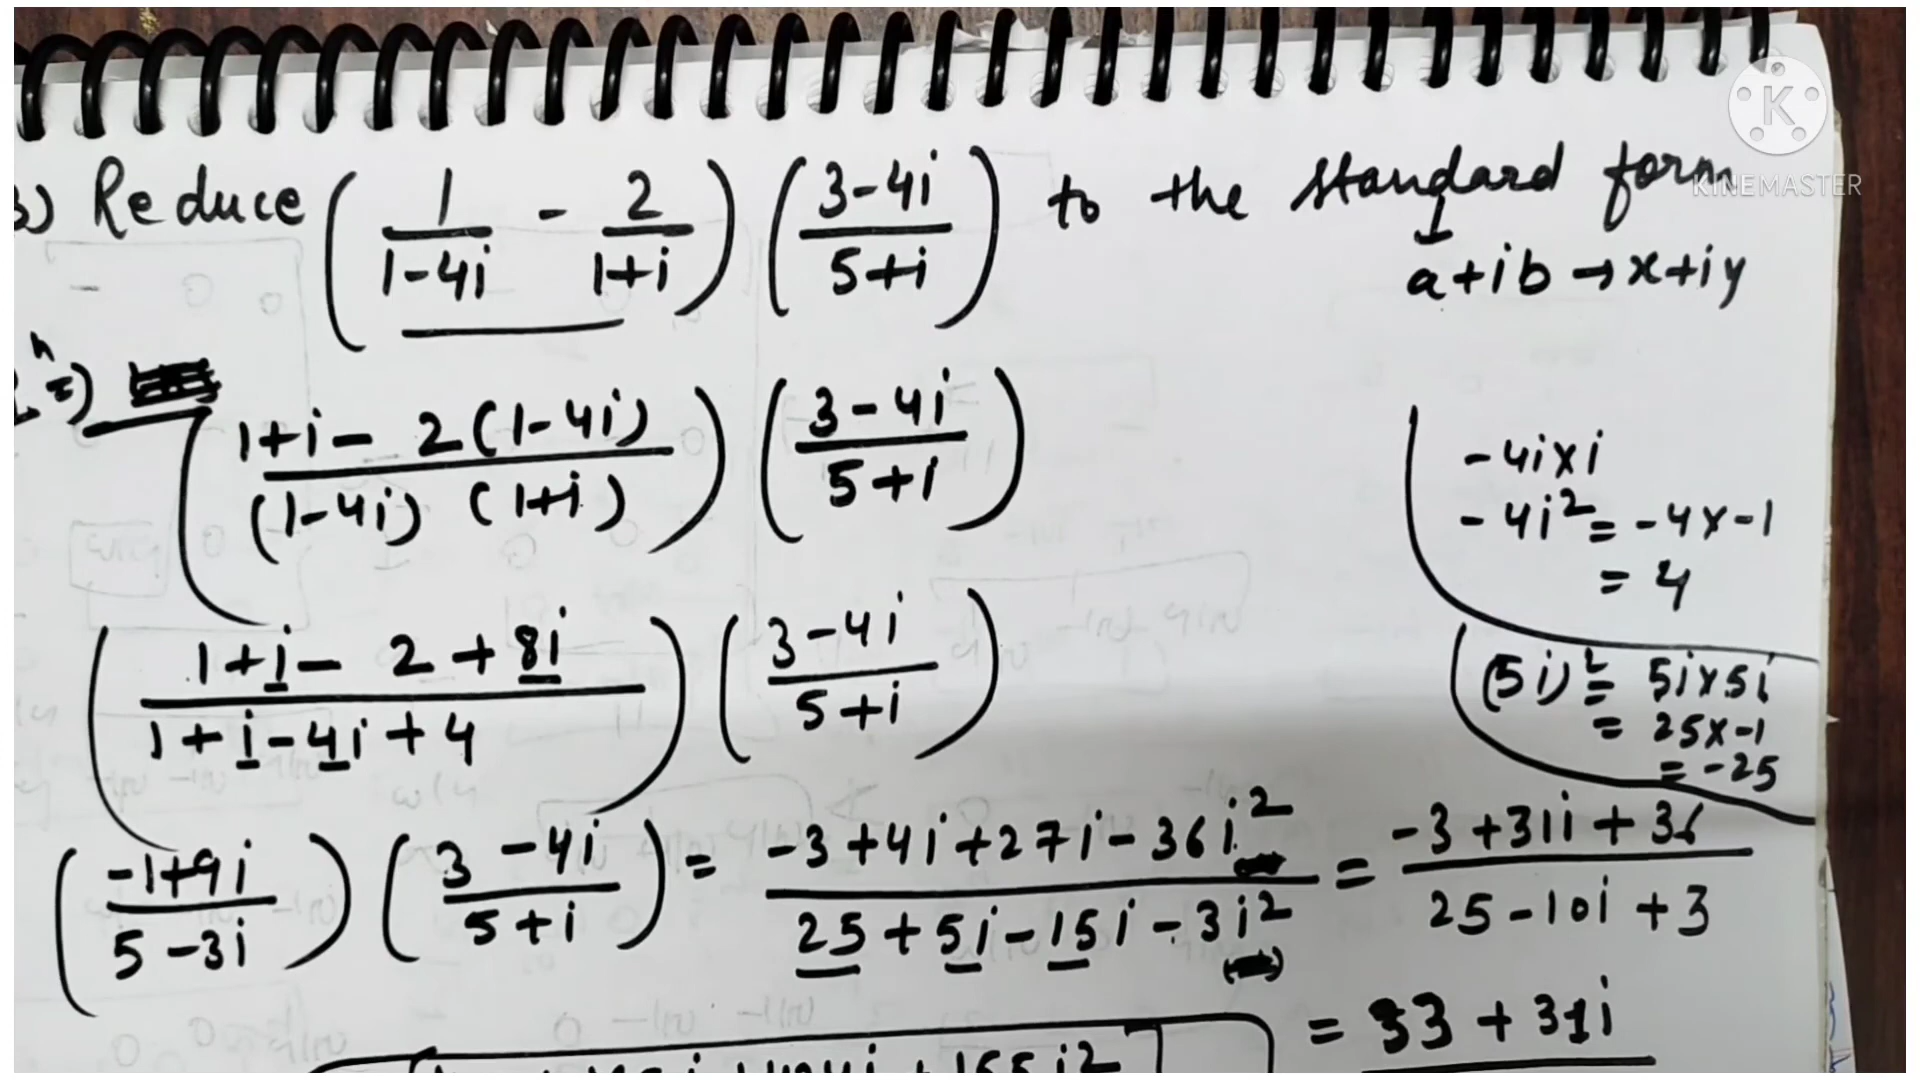 3) Reduce (1/(1-4i) - 2/(1+i)) ((3-4i)/(5+i)) to the standard form
a+ib → x+iy
((1+i- 2(1-4i))/((1-4i) (1+i))) ((3-4i)/(5+i))
((1+i- 2+8i)/(1+i-4i+4)) ((3-4i)/(5+i))
((-1+9i)/(5-3i)) ((3-4i)/(5+i)) = (-3+4i+27i-36i²)/(25+5i-15i-3i²) = (-3+31i+36)/(25-10i+3)
= 33+31i
-4i×i
-4i² = -4×-1
= 4
(5i)² = 5i×5i
= 25×-1
= -25
K
KINEMASTER